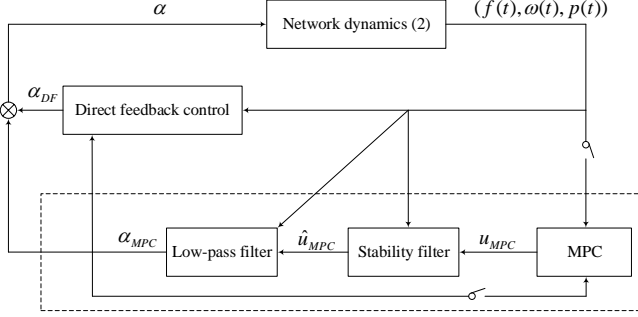 α
(f(t), ω(t), p(t))
Network dynamics (2)
α_DF
Direct feedback control
α_MPC
Low-pass filter
û_MPC
Stability filter
u_MPC
MPC